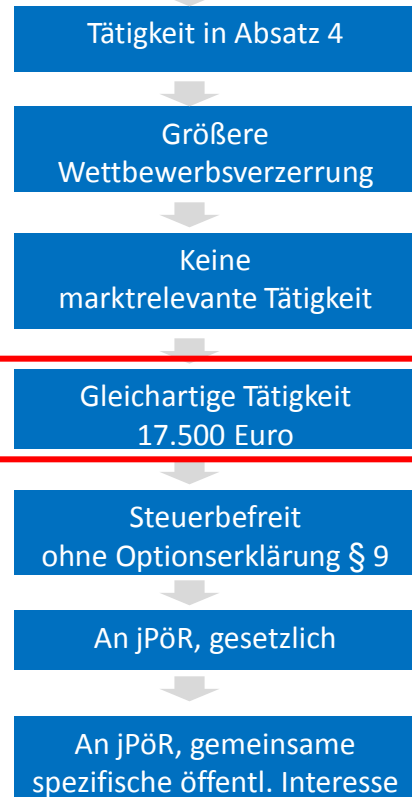 Tätigkeit in Absatz 4
Größere
Wettbewerbsverzerrung
Keine
marktrelevante Tätigkeit
Gleichartige Tätigkeit
17.500 Euro
Steuerbefreit
ohne Optionserklärung § 9
An jPöR, gesetzlich
An jPöR, gemeinsame
spezifische öffentl. Interesse